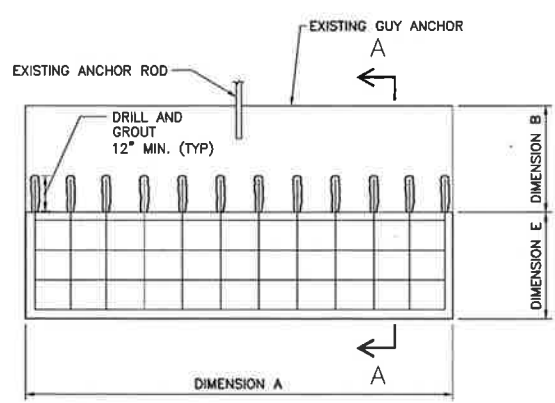 EXISTING GUY ANCHOR
A
EXISTING ANCHOR ROD
DRILL AND
GROUT
12" MIN. (TYP)
DIMENSION B
DIMENSION E
A
DIMENSION A